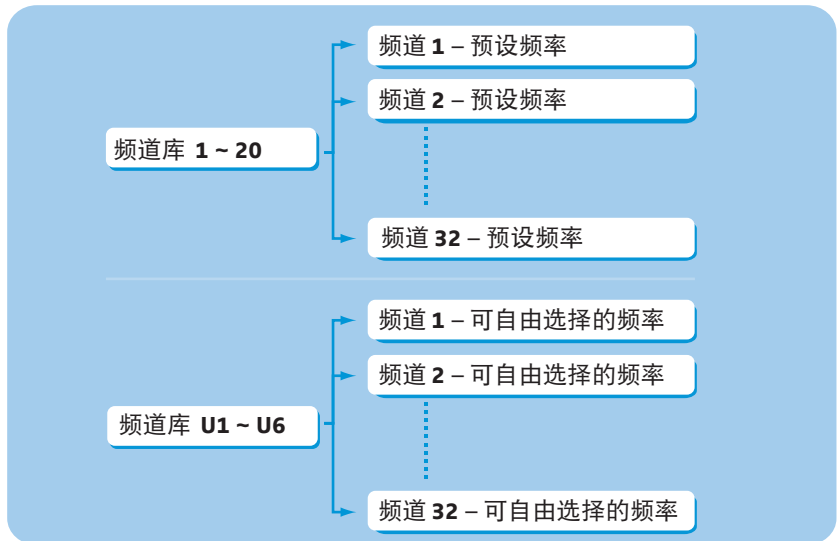 频道 1 – 预设频率
频道 2 – 预设频率
频道库 1 ~ 20
频道 32 – 预设频率
频道 1 – 可自由选择的频率
频道 2 – 可自由选择的频率
频道库 U1 ~ U6
频道 32 – 可自由选择的频率